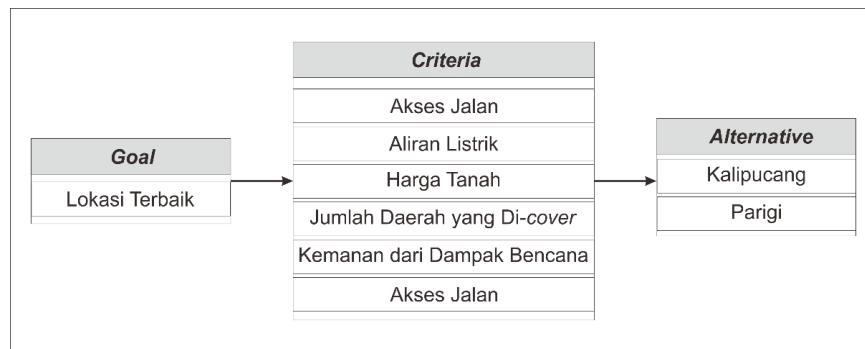 Goal
Lokasi Terbaik
Criteria
Akses Jalan
Aliran Listrik
Harga Tanah
Jumlah Daerah yang Di-cover
Kemanan dari Dampak Bencana
Akses Jalan
Alternative
Kalipucang
Parigi